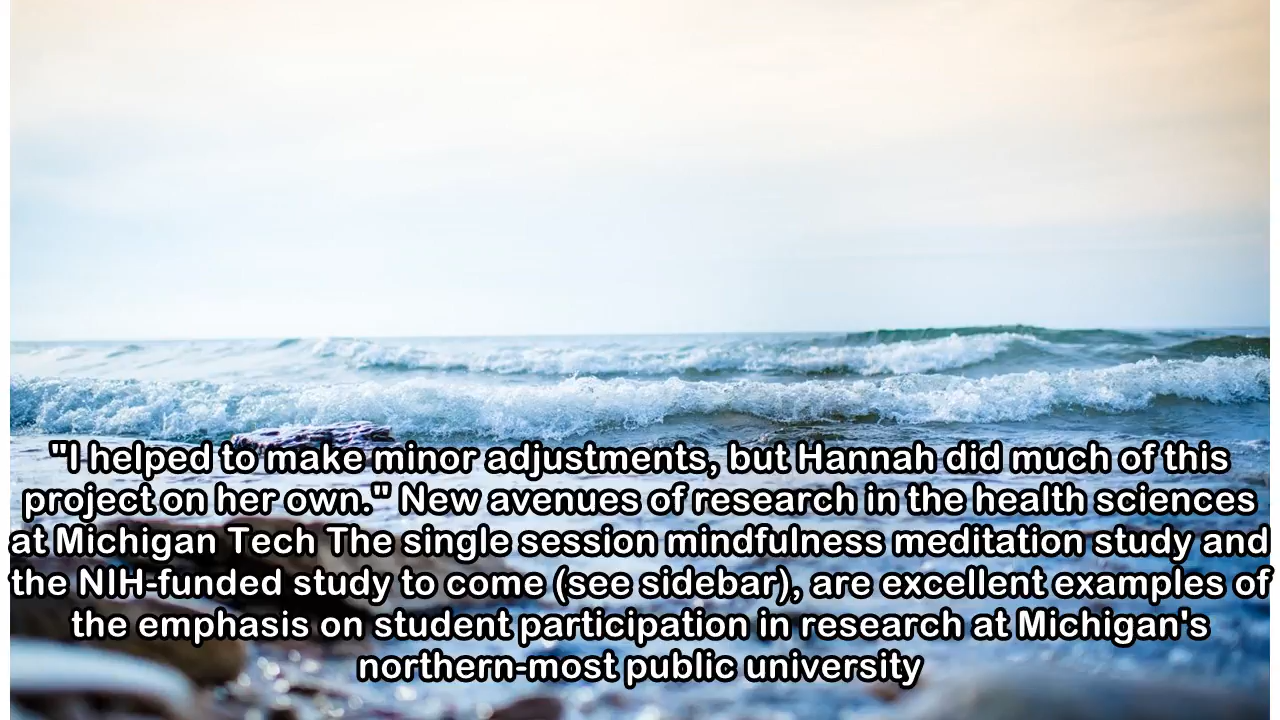 "I helped to make minor adjustments, but Hannah did much of this
project on her own." New avenues of research in the health sciences
at Michigan Tech The single session mindfulness meditation study and
the NIH-funded study to come (see sidebar), are excellent examples of
the emphasis on student participation in research at Michigan's
northern-most public university